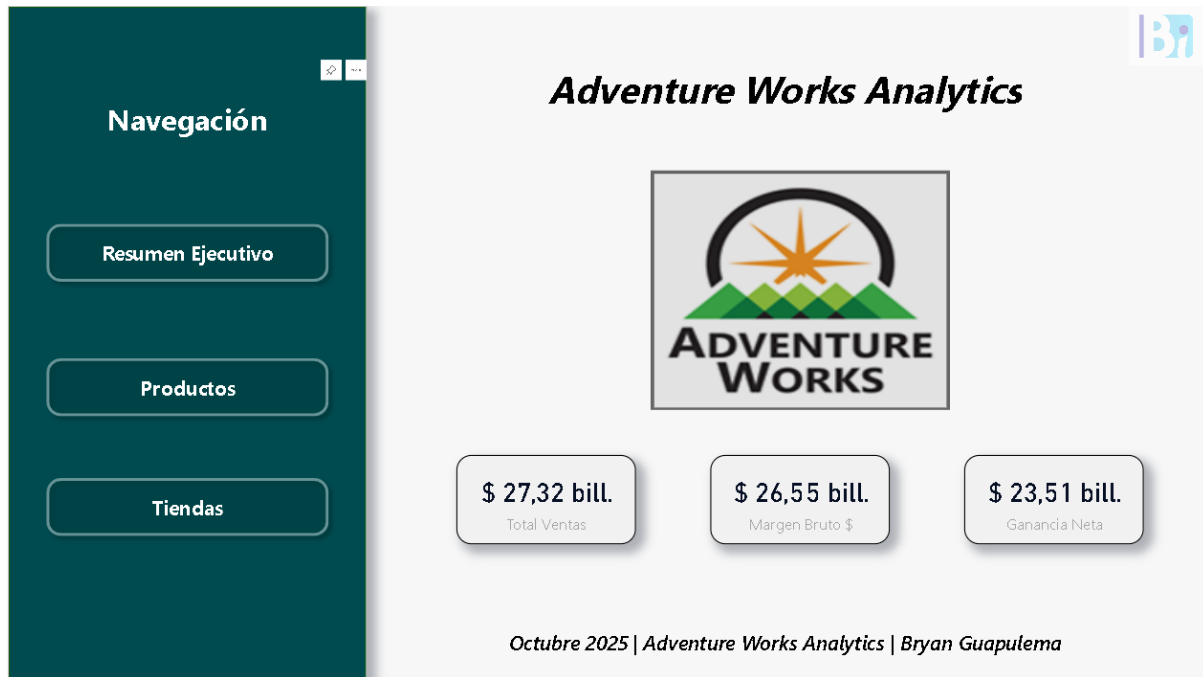 Bi
Adventure Works Analytics
Navegación
Resumen Ejecutivo
Productos
Tiendas
ADVENTURE
WORKS
$ 27,32 bill.
Total Ventas
$ 26,55 bill.
Margen Bruto $
$ 23,51 bill.
Ganancia Neta
Octubre 2025 | Adventure Works Analytics | Bryan Guapulema